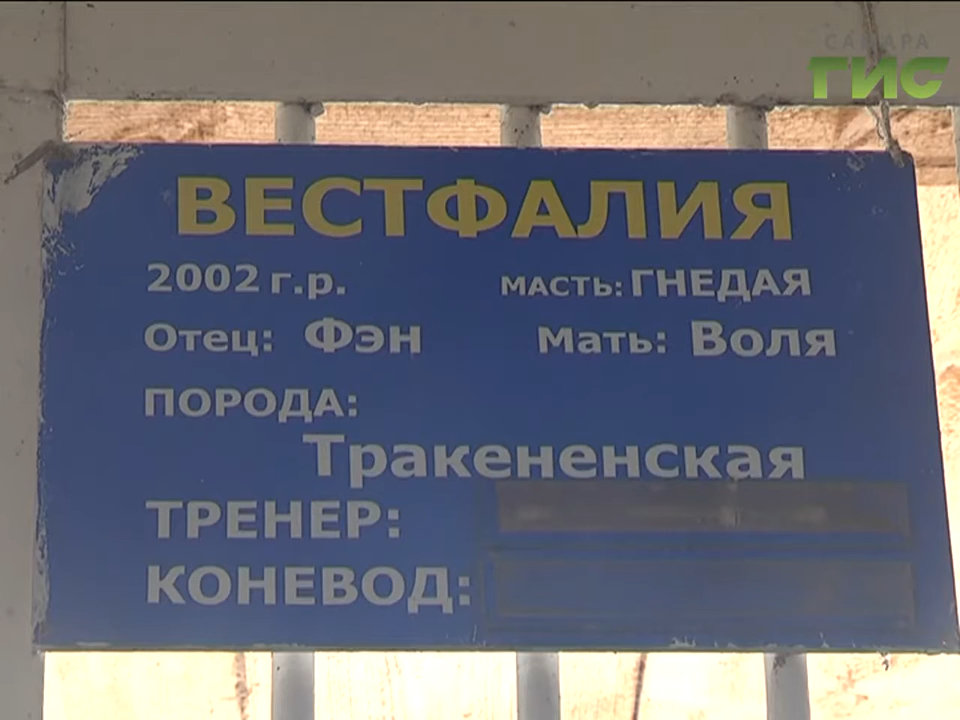 САМАРА
ГИС
ВЕСТФАЛИЯ
2002 г.р. МАСТЬ: ГНЕДАЯ
Отец: Фэн Мать: Воля
ПОРОДА:
Тракененская
ТРЕНЕР:
КОНЕВОД: